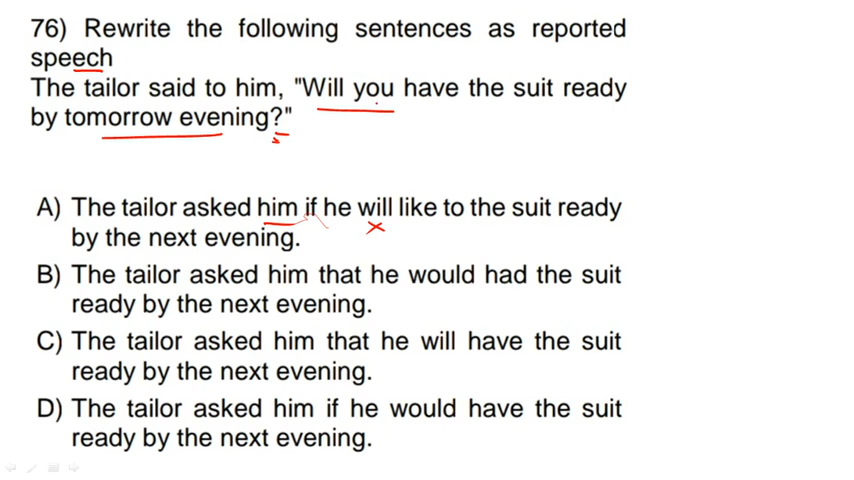 76) Rewrite the following sentences as reported
speech
The tailor said to him, "Will you have the suit ready
by tomorrow evening?"
A) The tailor asked him if he will like to the suit ready
by the next evening.
B) The tailor asked him that he would had the suit
ready by the next evening.
C) The tailor asked him that he will have the suit
ready by the next evening.
D) The tailor asked him if he would have the suit
ready by the next evening.